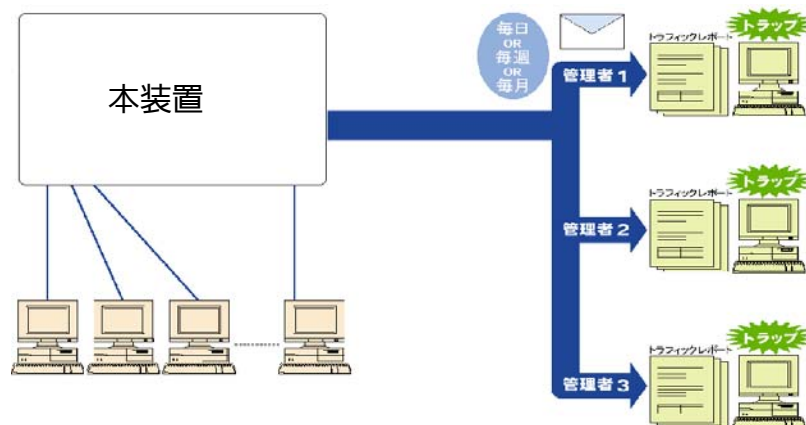 本装置
毎日
OR
毎週
OR
毎月
管理者1
トラフィックレポート
トラップ
管理者2
トラフィックレポート
トラップ
管理者3
トラフィックレポート
トラップ